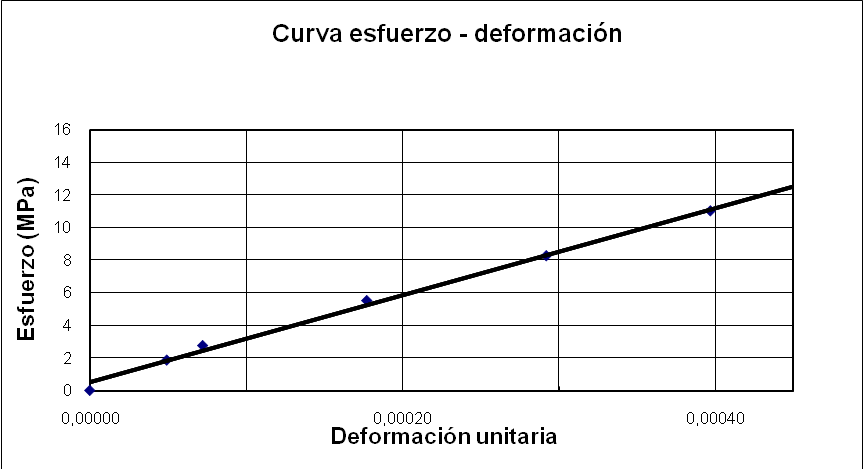 Curva esfuerzo - deformación
16
14
12
10
8
6
4
2
0
Esfuerzo (MPa)
0,00000 0,00020 0,00040
Deformación unitaria